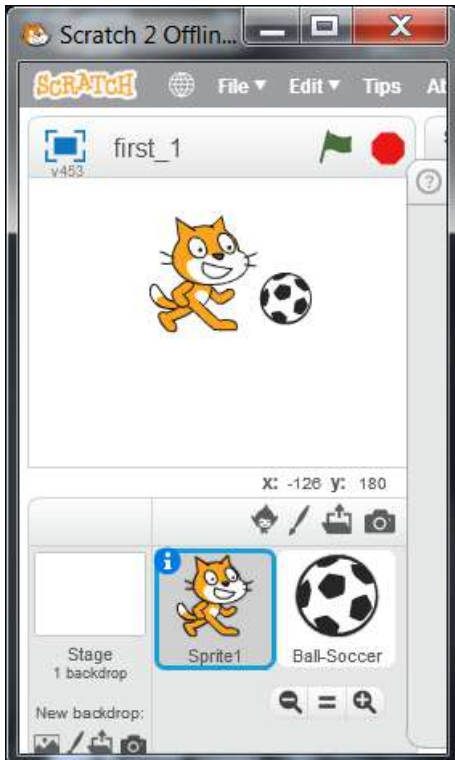 Scratch 2 Offlin...
SCRATCH File ▼ Edit ▼ Tips
first_1
v453
?
x: -126 y: 180
i
Sprite1 Ball-Soccer
Stage
1 backdrop
New backdrop: